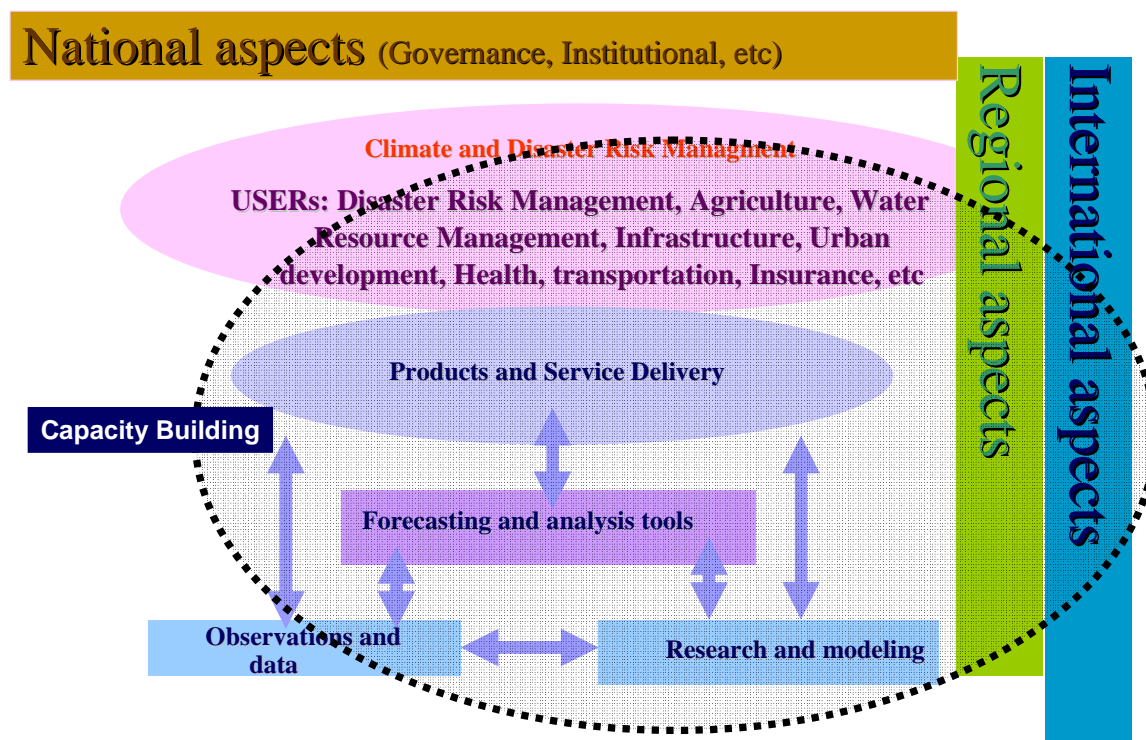 National aspects (Governance, Institutional, etc)
Regional aspects
International aspects
Climate and Disaster Risk Managment
USERs: Disaster Risk Management, Agriculture, Water
Resource Management, Infrastructure, Urban
development, Health, transportation, Insurance, etc
Products and Service Delivery
Capacity Building
Forecasting and analysis tools
Observations and
data
Research and modeling